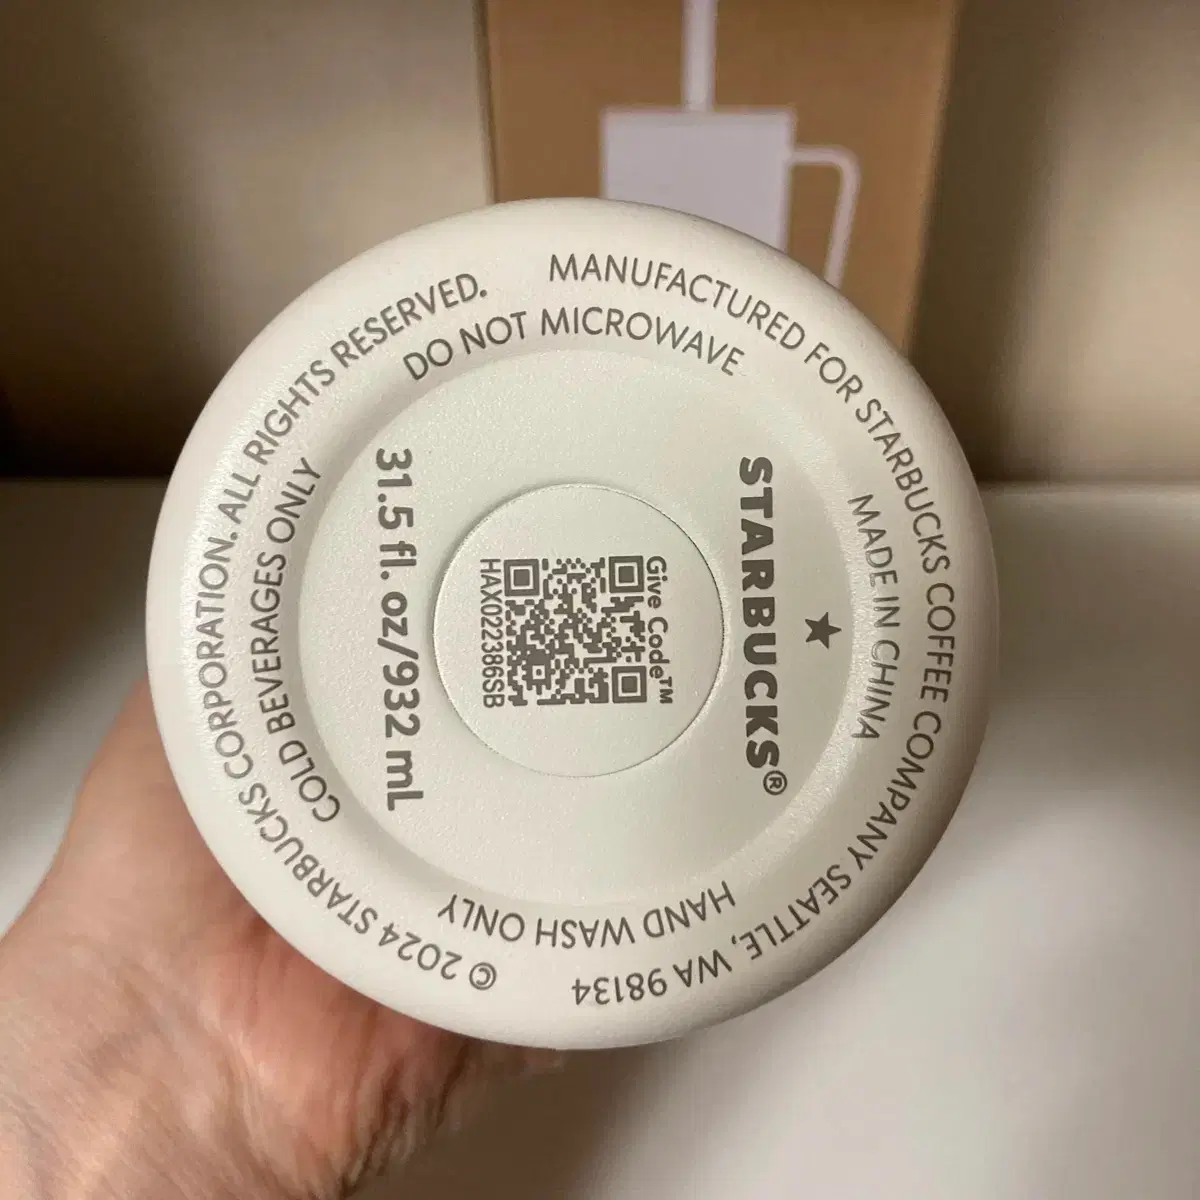 MANUFACTURED FOR STARBUCKS COFFEE COMPANY SEATTLE, WA 98134
© 2024 STARBUCKS CORPORATION. ALL RIGHTS RESERVED.
DO NOT MICROWAVE
MADE IN CHINA
HAND WASH ONLY
COLD BEVERAGES ONLY
STARBUCKS®
Give Code™
HAX022386SB
31.5 fl. oz/932 mL